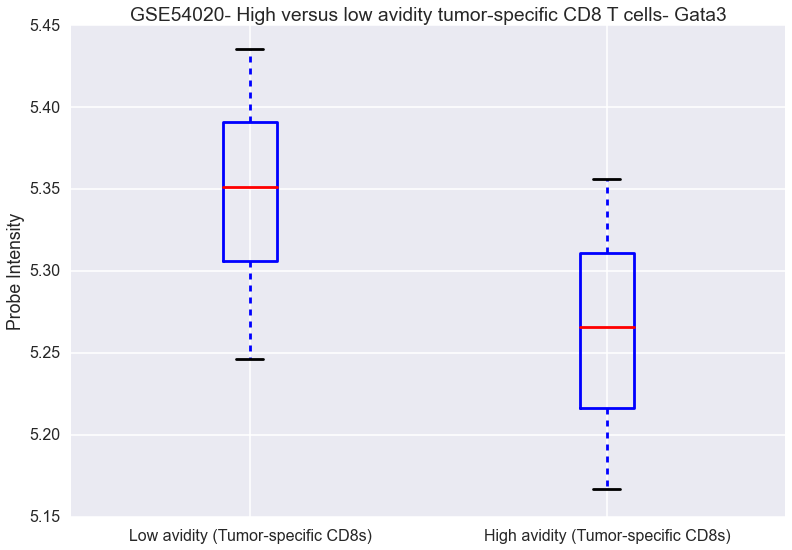 GSE54020- High versus low avidity tumor-specific CD8 T cells- Gata3
Probe Intensity
5.45
5.40
5.35
5.30
5.25
5.20
5.15
Low avidity (Tumor-specific CD8s)
High avidity (Tumor-specific CD8s)